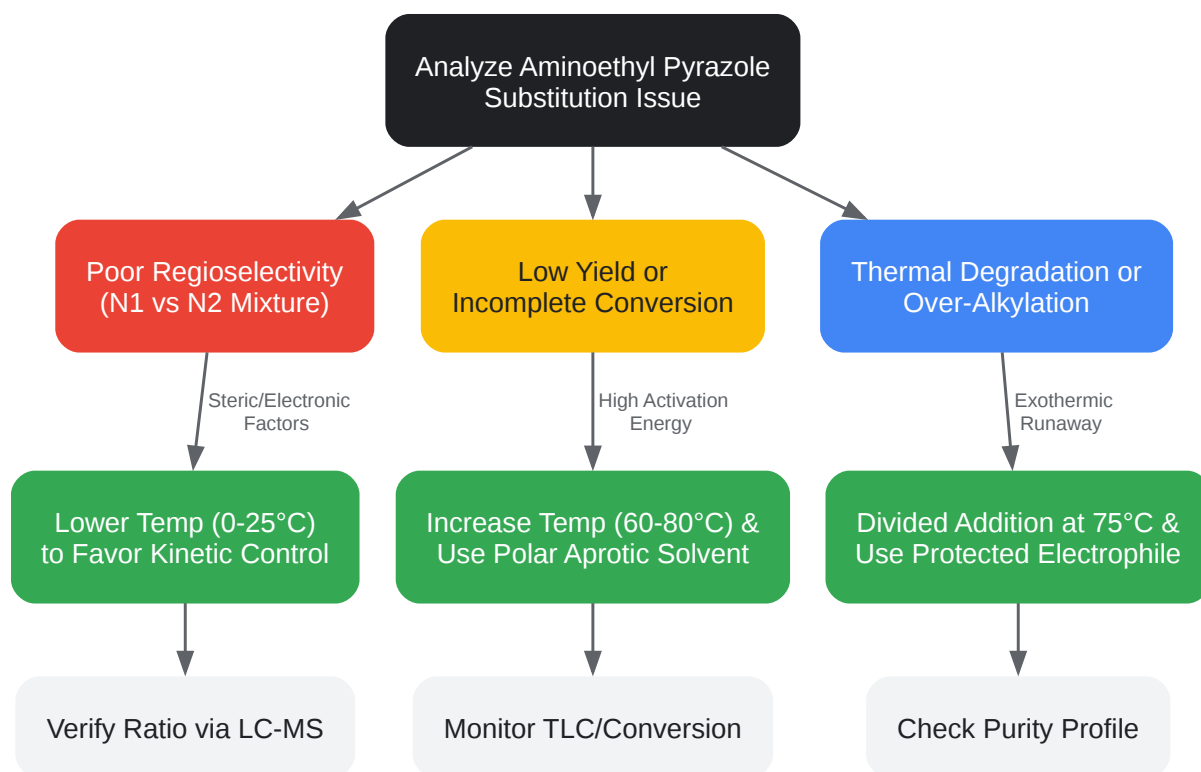 Analyze Aminoethyl Pyrazole
Substitution Issue
Poor Regioselectivity
(N1 vs N2 Mixture)
Low Yield or
Incomplete Conversion
Thermal Degradation or
Over-Alkylation
Steric/Electronic
Factors
High Activation
Energy
Exothermic
Runaway
Lower Temp (0-25°C)
to Favor Kinetic Control
Increase Temp (60-80°C) &
Use Polar Aprotic Solvent
Divided Addition at 75°C &
Use Protected Electrophile
Verify Ratio via LC-MS
Monitor TLC/Conversion
Check Purity Profile